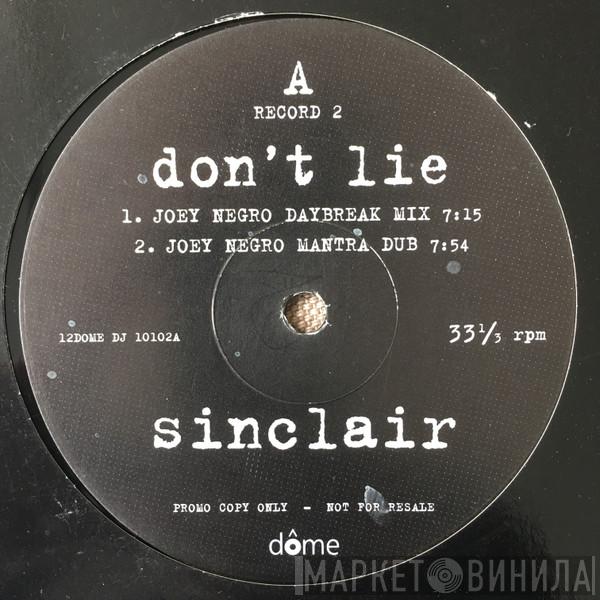 A
RECORD 2
don't lie
1. JOEY NEGRO DAYBREAK MIX 7:15
2. JOEY NEGRO MANTRA DUB 7:54
12DOME DJ 10102A
33⅓ rpm
sinclair
PROMO COPY ONLY – NOT FOR RESALE
dôme
МАРКЕТ ВИНИЛА